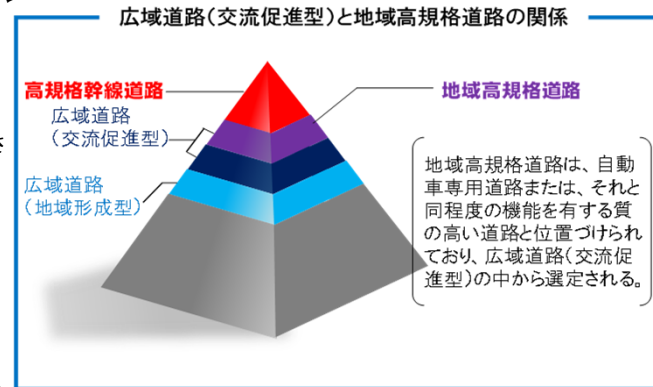 広域道路(交流促進型)と地域高規格道路の関係
高規格幹線道路
広域道路
(交流促進型)
広域道路
(地域形成型)
地域高規格道路
地域高規格道路は、自動
車専用道路または、それと
同程度の機能を有する質
の高い道路と位置づけられ
ており、広域道路(交流促
進型)の中から選定される。